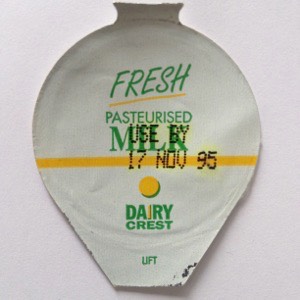 FRESH
PASTEURISED
MILK
USE BY
17 NOV 95
DAIRY
CREST
LIFT